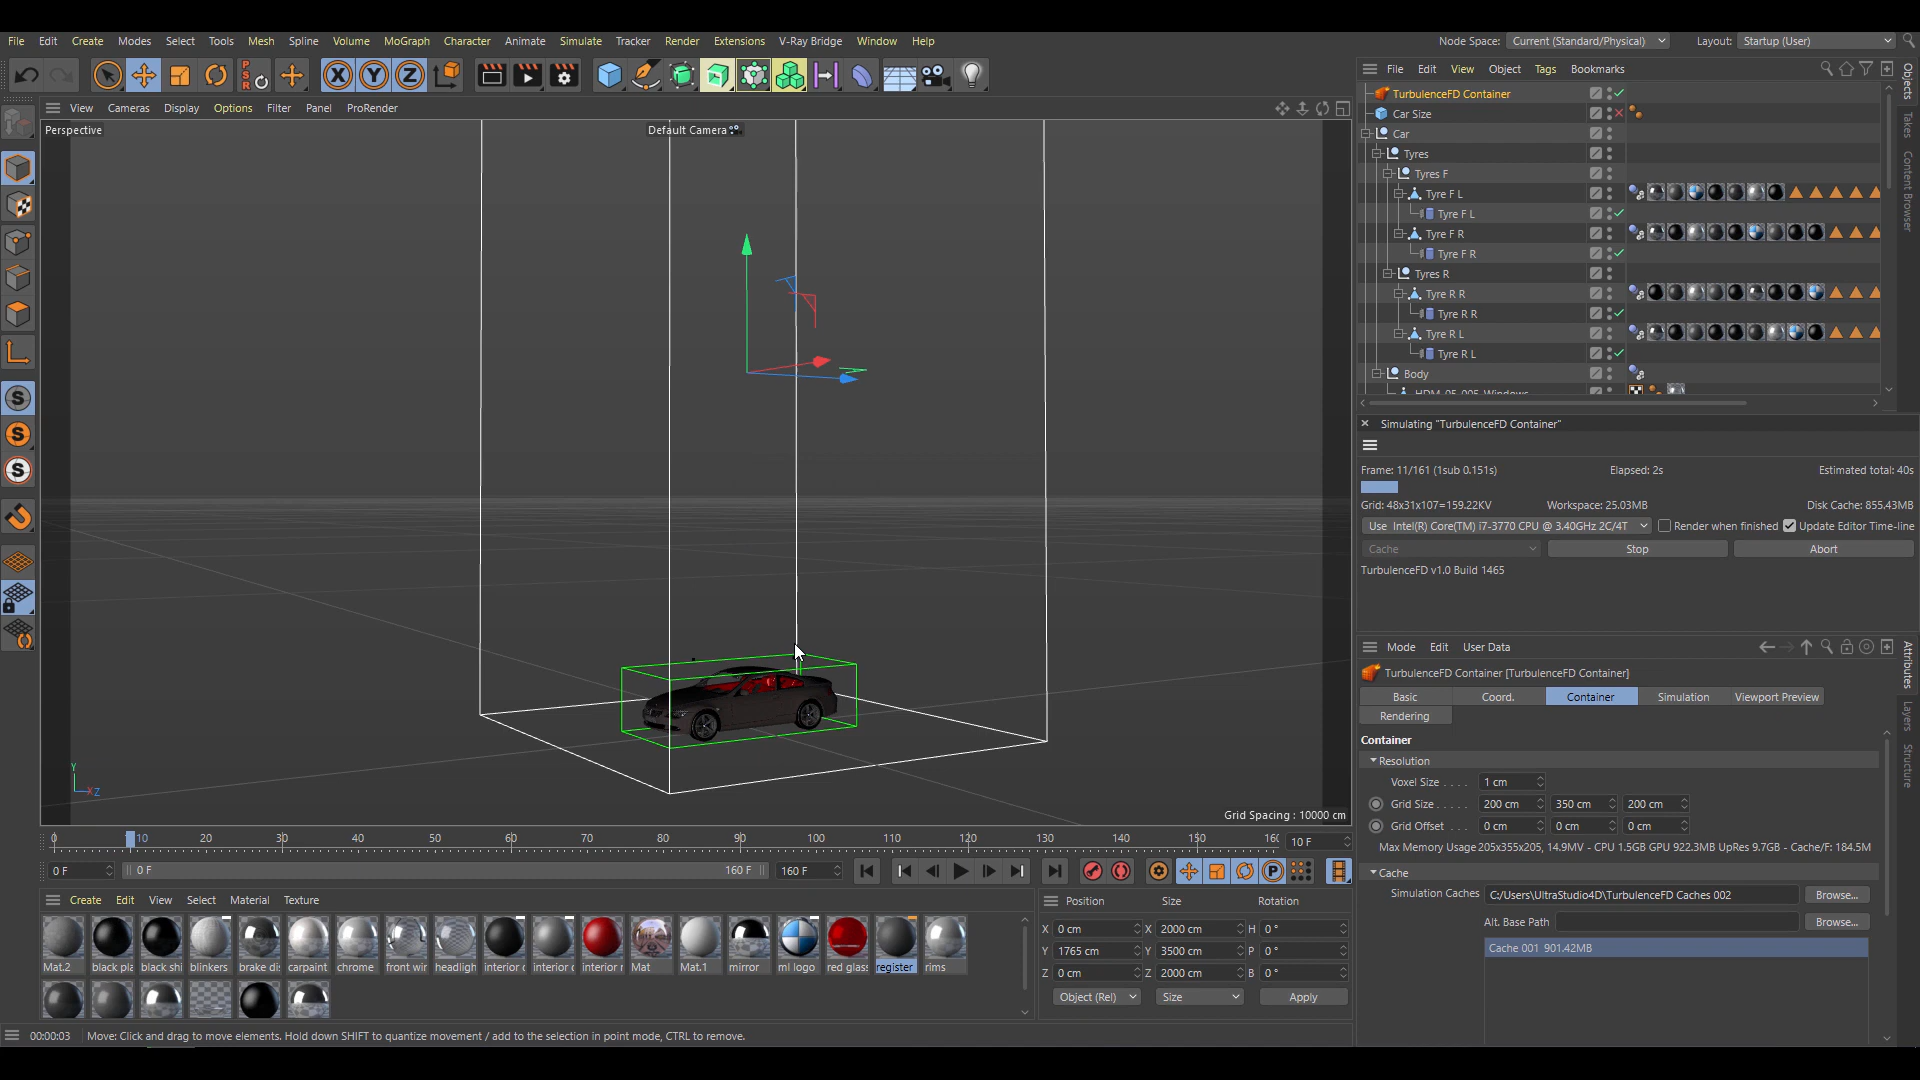 File Edit Create Modes Select Tools Mesh Spline Volume MoGraph Character Animate Simulate Tracker Render Extensions V-Ray Bridge Window Help
Node Space: Current (Standard/Physical) Layout: Startup (User)
File Edit View Object Tags Bookmarks
View Cameras Display Options Filter Panel ProRender
Perspective
Default Camera
TurbulenceFD Container
Car Size
Car
Tyres
Tyres F
Tyre F L
Tyre F L
Tyre F R
Tyre F R
Tyres R
Tyre R R
Tyre R R
Tyre R L
Tyre R L
Body
HDM_05_005_Windows
Objects
Takes
Content Browser
Simulating "TurbulenceFD Container"
Frame: 11/161 (1sub 0.151s) Elapsed: 2s Estimated total: 40s
Grid: 48x31x107=159.22KV Workspace: 25.03MB Disk Cache: 855.43MB
Use Intel(R) Core(TM) i7-3770 CPU @ 3.40GHz 2C/4T Render when finished Update Editor Time-line
Cache Stop Abort
TurbulenceFD v1.0 Build 1465
Mode Edit User Data
TurbulenceFD Container [TurbulenceFD Container]
Basic Coord. Container Simulation Viewport Preview
Rendering
Container
Resolution
Voxel Size . . . . 1 cm
Grid Size . . . . . 200 cm 350 cm 200 cm
Grid Offset . . . 0 cm 0 cm 0 cm
Max Memory Usage 205x355x205, 14.9MV - CPU 1.5GB GPU 922.3MB UpRes 9.7GB - Cache/F: 184.5M
Cache
Simulation Caches C:/Users\UltraStudio4D\TurbulenceFD Caches 002 Browse...
Alt. Base Path Browse...
Cache 001 901.42MB
Attributes
Layers
Structure
Y
X Z
Grid Spacing : 10000 cm
0 10 20 30 40 50 60 70 80 90 100 110 120 130 140 150 16( 10 F
0 F 0 F 160 F 160 F
Create Edit View Select Material Texture
Mat.2 black pla black shi blinkers brake di carpaint chrome front wir headligh interior c interior c interior r Mat Mat.1 mirror ml logo red glass register rims
Position Size Rotation
X 0 cm X 2000 cm H 0 °
Y 1765 cm Y 3500 cm P 0 °
Z 0 cm Z 2000 cm B 0 °
Object (Rel) Size Apply
00:00:03 Move: Click and drag to move elements. Hold down SHIFT to quantize movement / add to the selection in point mode, CTRL to remove.